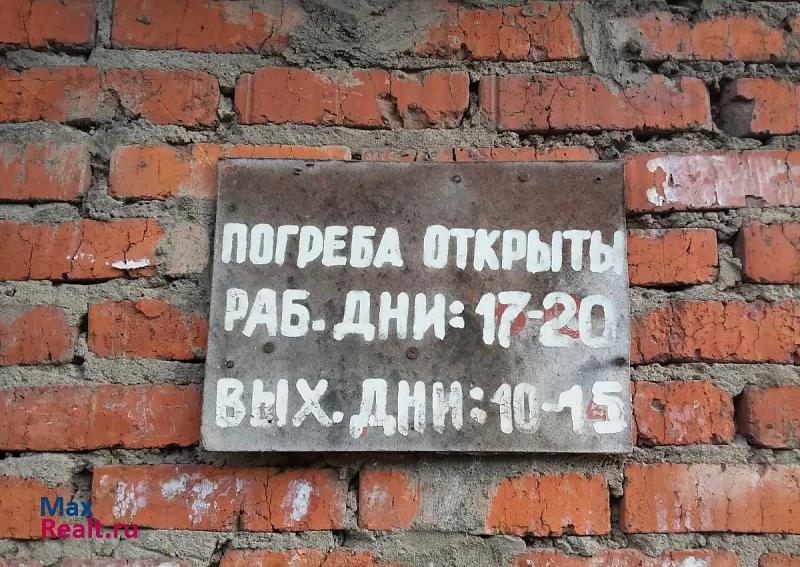 ПОГРЕБА ОТКРЫТЫ
РАБ. ДНИ: 17-20
ВЫХ. ДНИ: 10-15
Max
Realt.ru